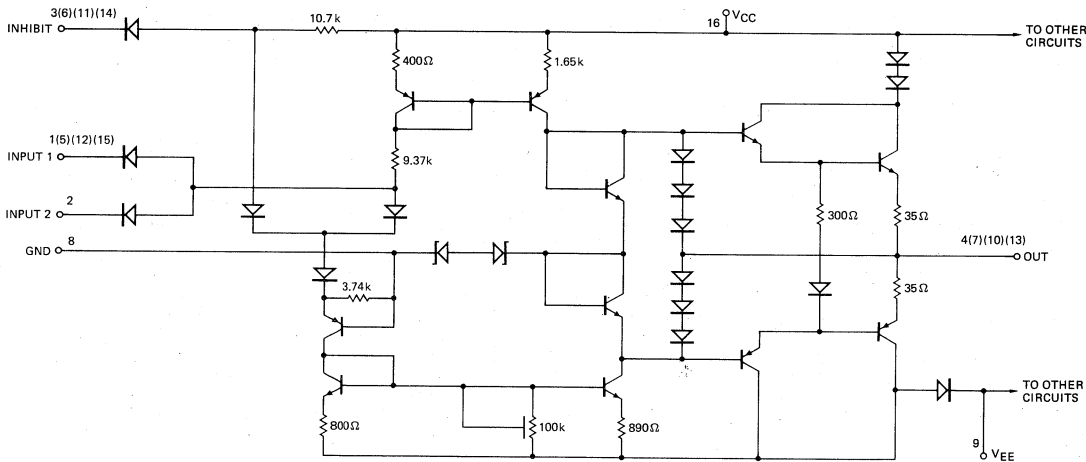 3(6)(11)(14)
INHIBIT
10.7k
16
VCC
TO OTHER
CIRCUITS
400Ω
1.65k
1(5)(12)(15)
INPUT 1
9.37k
2
INPUT 2
300Ω
35Ω
GND
8
4(7)(10)(13)
OUT
3.74k
35Ω
TO OTHER
CIRCUITS
800Ω
100k
890Ω
9
VEE